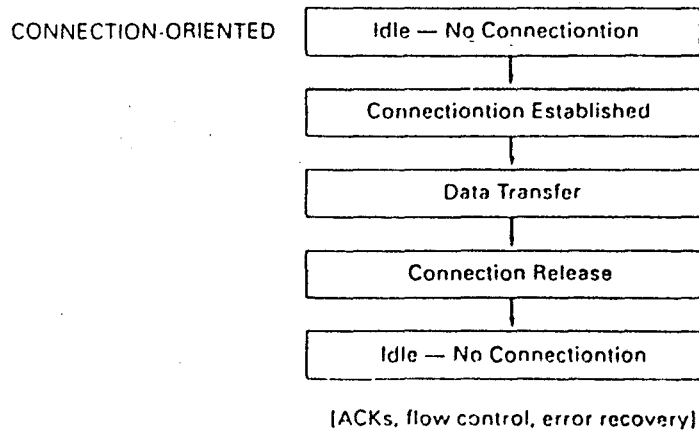 CONNECTION-ORIENTED
Idle — No Connectiontion
Connectiontion Established
Data Transfer
Connection Release
Idle — No Connectiontion
[ACKs, flow control, error recovery]